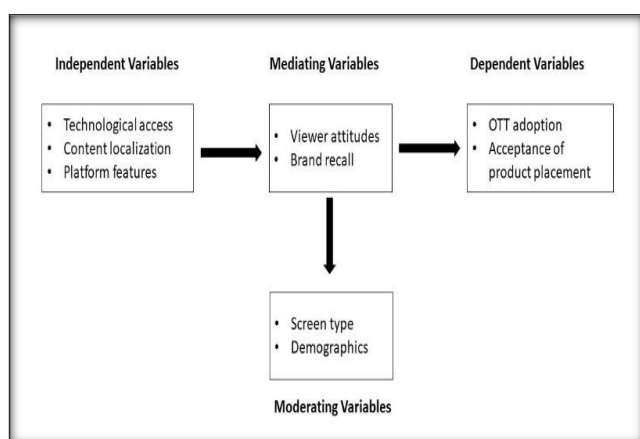 Independent Variables
• Technological access
• Content localization
• Platform features
Mediating Variables
• Viewer attitudes
• Brand recall
Dependent Variables
• OTT adoption
• Acceptance of
product placement
• Screen type
• Demographics
Moderating Variables